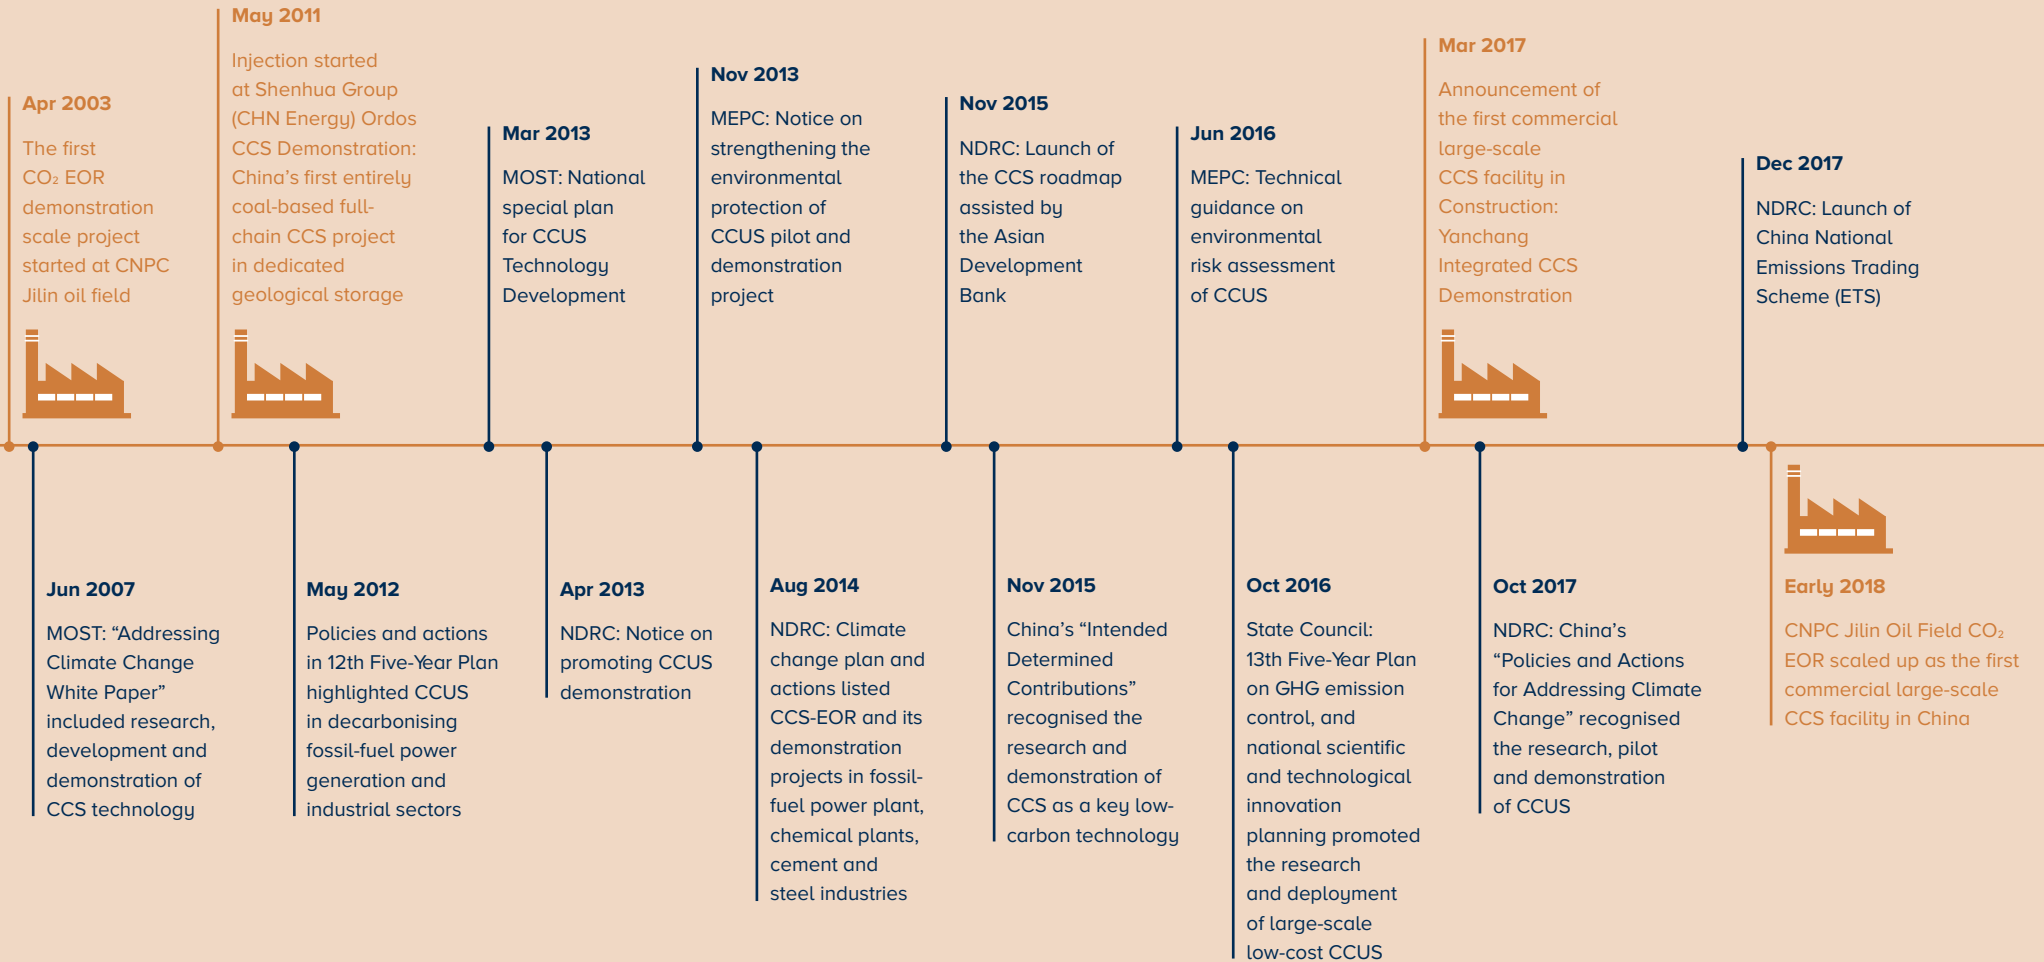 Apr 2003
The first
CO₂ EOR
demonstration
scale project
started at CNPC
Jilin oil field
May 2011
Injection started
at Shenhua Group
(CHN Energy) Ordos
CCS Demonstration:
China’s first entirely
coal-based full-
chain CCS project
in dedicated
geological storage
Mar 2013
MOST: National
special plan
for CCUS
Technology
Development
Nov 2013
MEPC: Notice on
strengthening the
environmental
protection of
CCUS pilot and
demonstration
project
Nov 2015
NDRC: Launch of
the CCS roadmap
assisted by
the Asian
Development
Bank
Jun 2016
MEPC: Technical
guidance on
environmental
risk assessment
of CCUS
Mar 2017
Announcement of
the first commercial
large-scale
CCS facility in
Construction:
Yanchang
Integrated CCS
Demonstration
Dec 2017
NDRC: Launch of
China National
Emissions Trading
Scheme (ETS)
Jun 2007
MOST: “Addressing
Climate Change
White Paper”
included research,
development and
demonstration of
CCS technology
May 2012
Policies and actions
in 12th Five-Year Plan
highlighted CCUS
in decarbonising
fossil-fuel power
generation and
industrial sectors
Apr 2013
NDRC: Notice on
promoting CCUS
demonstration
Aug 2014
NDRC: Climate
change plan and
actions listed
CCS-EOR and its
demonstration
projects in fossil-
fuel power plant,
chemical plants,
cement and
steel industries
Nov 2015
China’s “Intended
Determined
Contributions”
recognised the
research and
demonstration of
CCS as a key low-
carbon technology
Oct 2016
State Council:
13th Five-Year Plan
on GHG emission
control, and
national scientific
and technological
innovation
planning promoted
the research
and deployment
of large-scale
low-cost CCUS
Oct 2017
NDRC: China’s
“Policies and Actions
for Addressing Climate
Change” recognised
the research, pilot
and demonstration
of CCUS
Early 2018
CNPC Jilin Oil Field CO₂
EOR scaled up as the first
commercial large-scale
CCS facility in China